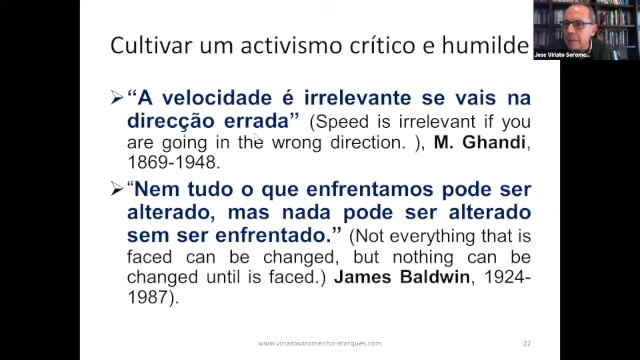 Cultivar um activismo crítico e humilde
Jose Viriato Sorome...
➢“A velocidade é irrelevante se vais na
direcção errada” (Speed is irrelevant if you
are going in the wrong direction. ), M. Ghandi,
1869-1948.
➢“Nem tudo o que enfrentamos pode ser
alterado, mas nada pode ser alterado
sem ser enfrentado.” (Not everything that is
faced can be changed, but nothing can be
changed until is faced.) James Baldwin, 1924-
1987).
www.viriatosoromenho-marques.com
22